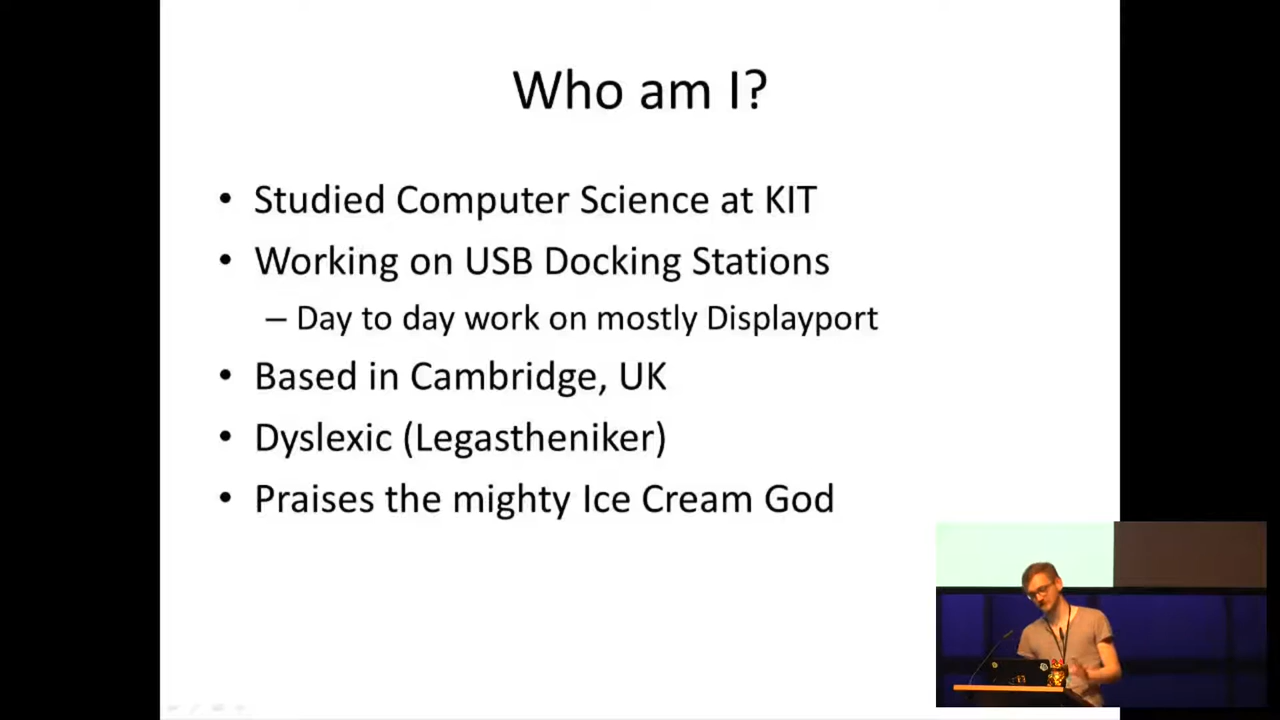 Who am I?
• Studied Computer Science at KIT
• Working on USB Docking Stations
– Day to day work on mostly Displayport
• Based in Cambridge, UK
• Dyslexic (Legastheniker)
• Praises the mighty Ice Cream God